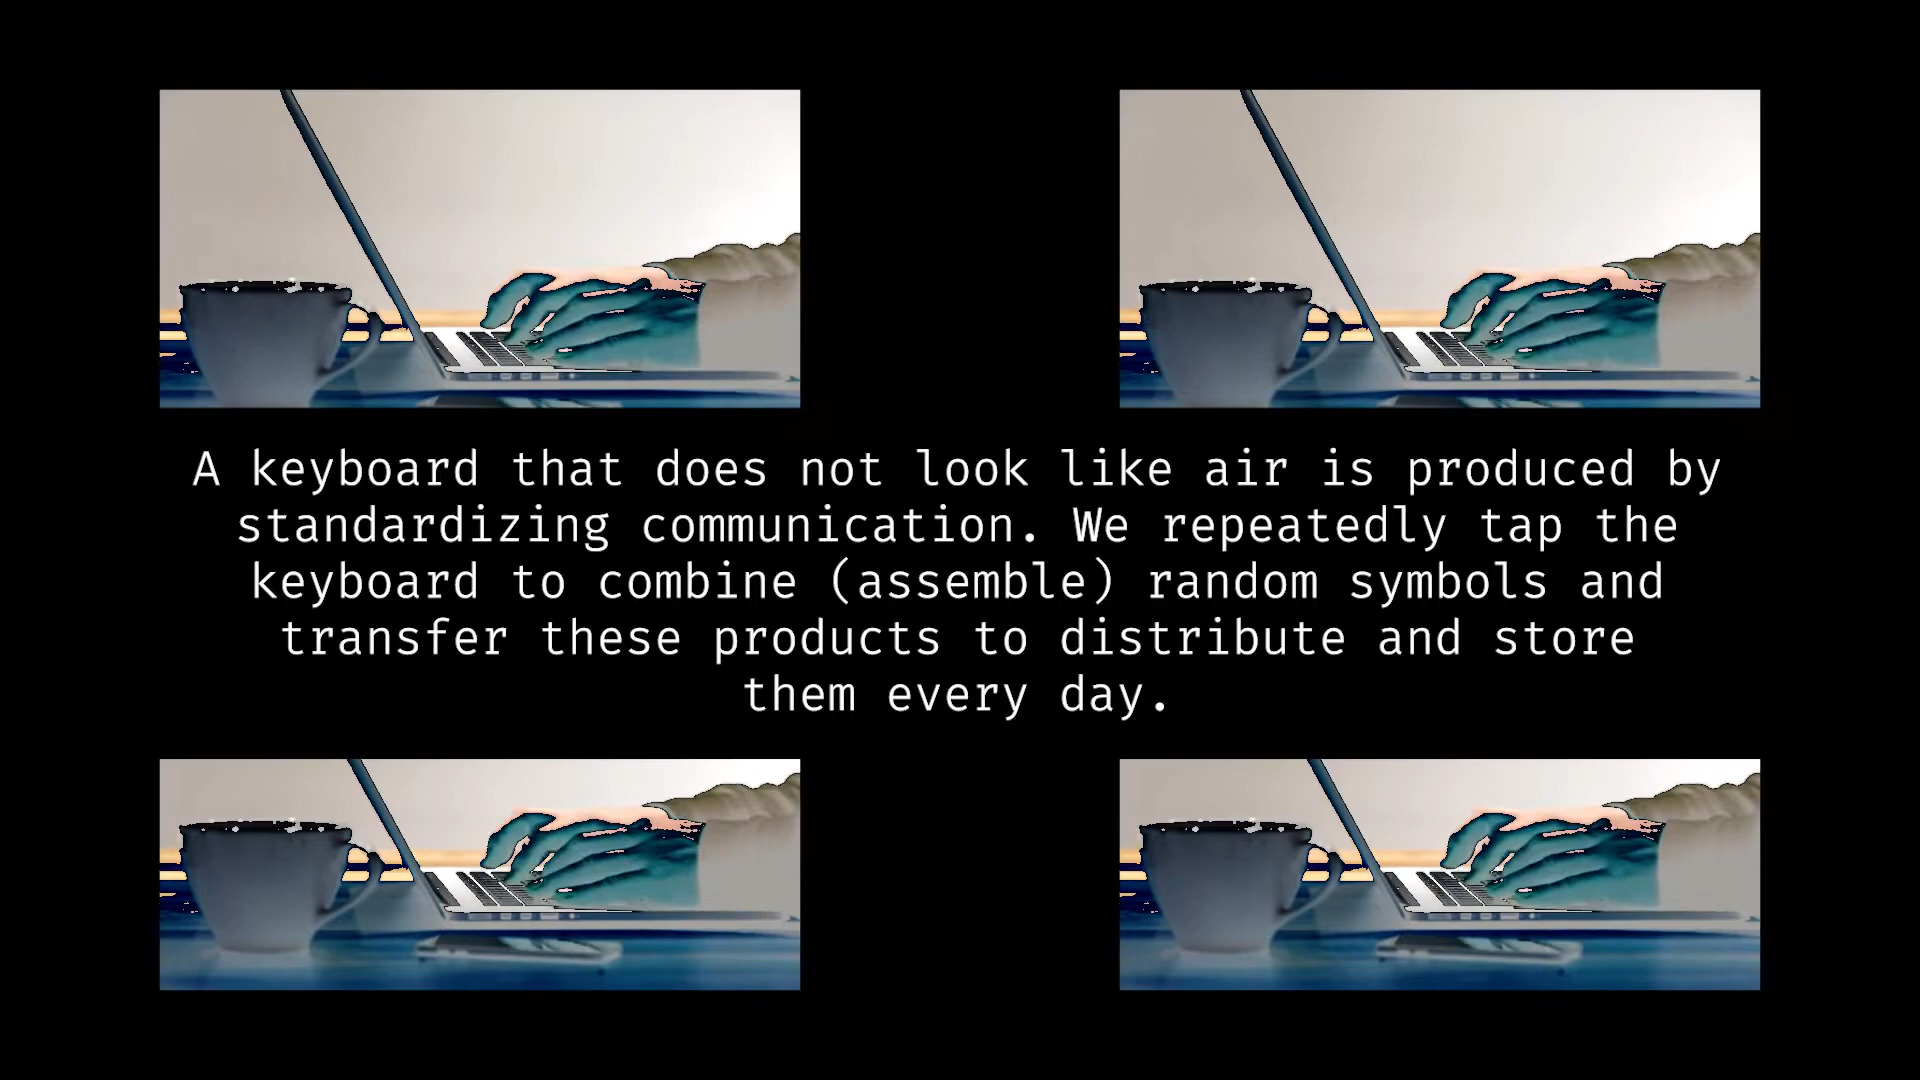 A keyboard that does not look like air is produced by
standardizing communication. We repeatedly tap the
keyboard to combine (assemble) random symbols and
transfer these products to distribute and store
them every day.